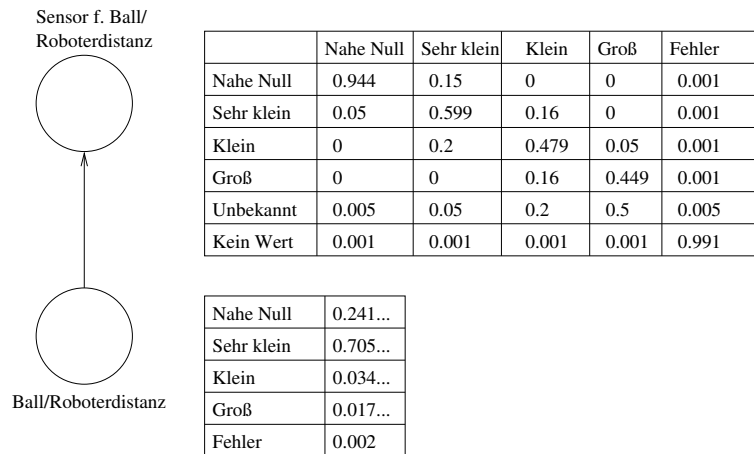 Sensor f. Ball/
Roboterdistanz
Nahe Null Sehr klein Klein Groß Fehler
Nahe Null 0.944 0.15 0 0 0.001
Sehr klein 0.05 0.599 0.16 0 0.001
Klein 0 0.2 0.479 0.05 0.001
Groß 0 0 0.16 0.449 0.001
Unbekannt 0.005 0.05 0.2 0.5 0.005
Kein Wert 0.001 0.001 0.001 0.001 0.991
Nahe Null 0.241...
Sehr klein 0.705...
Klein 0.034...
Groß 0.017...
Fehler 0.002
Ball/Roboterdistanz